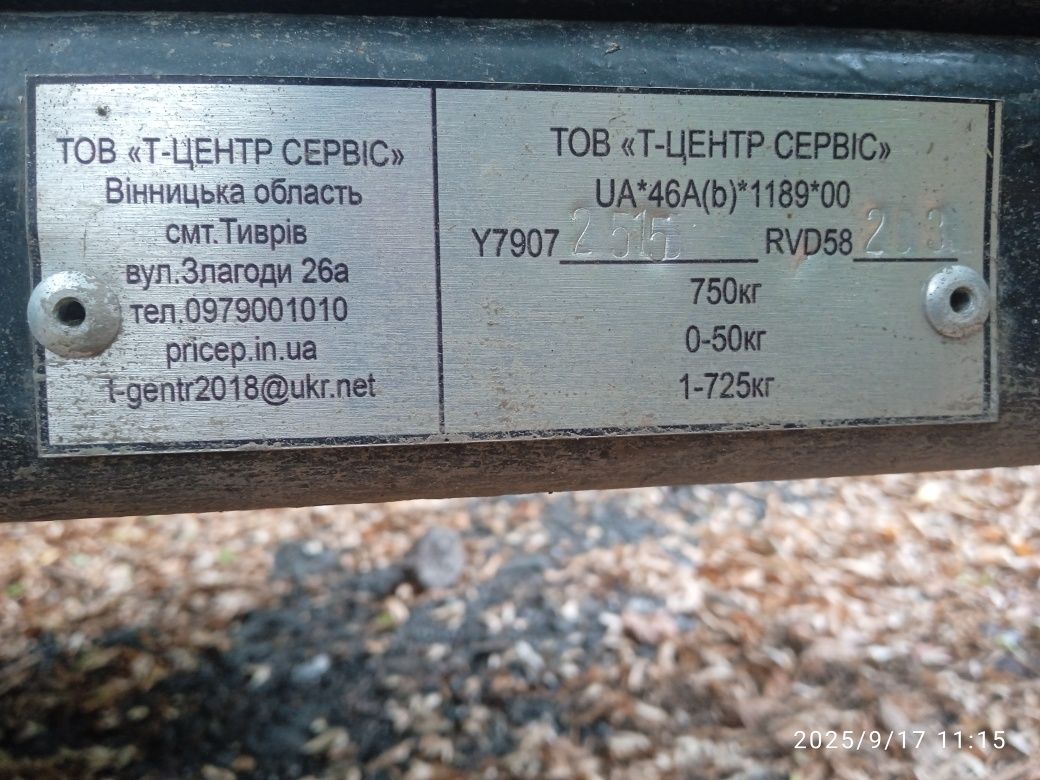 ТОВ «Т-ЦЕНТР СЕРВІС»
Вінницька область
смт.Тиврів
вул.Злагоди 26а
тел.0979001010
pricep.in.ua
t-gentr2018@ukr.net
ТОВ «Т-ЦЕНТР СЕРВІС»
UA*46A(b)*1189*00
Y7907 RVD58
750кг
0-50кг
1-725кг
2025/9/17 11:15